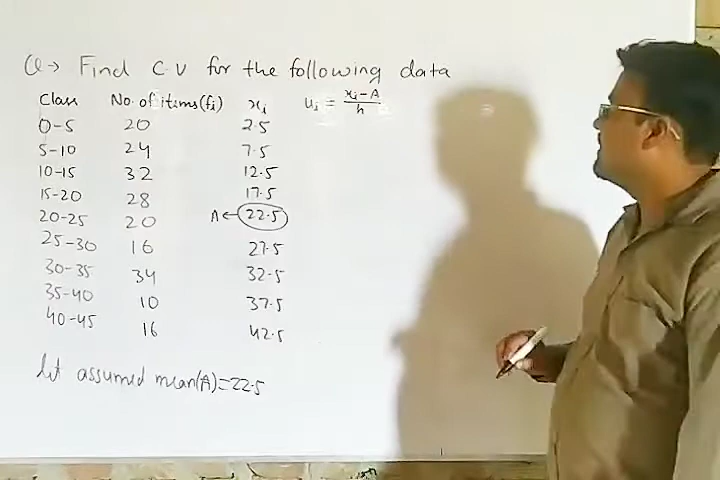 Q→ Find C.V for the following data
Class No. of items (fi) xi ui = xi-A/h
0-5 20 2.5
5-10 24 7.5
10-15 32 12.5
15-20 28 17.5
20-25 20 A← 22.5
25-30 16 27.5
30-35 34 32.5
35-40 10 37.5
40-45 16 42.5
let assumed mean(A)=22.5